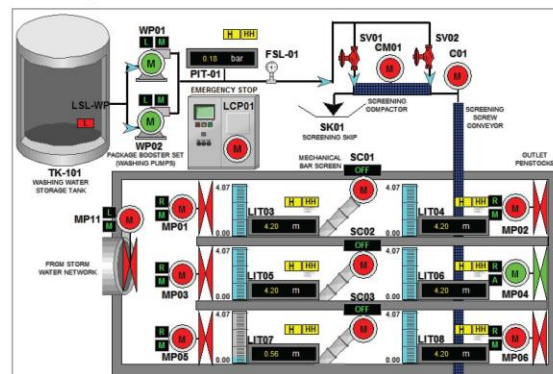 WP01
L M
M
H HH
0.18 bar
PIT-01
FSL-01
SV01
SV02
CM01
M
C01
M
LSL-WP
L
L M
M
WP02
EMERGENCY STOP
LCP01
M
SK01
SCREENING SKIP
SCREENING COMPACTOR
SCREENING SCREW CONVEYOR
PACKAGE BOOSTER SET
(WASHING PUMPS)
TK-101
WASHING WATER
STORAGE TANK
OUTLET
PENSTOCKS
MECHANICAL
BAR SCREEN
SC01
OFF
M
MP11
L
M
M
R
M
M
MP01
4.07
0.00
LIT03
H HH
4.20 m
4.07
0.00
LIT04
H HH
4.20 m
R
M
M
MP02
FROM STORM
WATER NETWORK
SC02
OFF
M
R
M
M
MP03
4.07
0.00
LIT05
H HH
4.20 m
4.07
0.00
LIT06
H HH
4.20 m
R
A
M
MP04
SC03
OFF
M
R
M
M
MP05
4.07
0.00
LIT07
H HH
0.56 m
4.07
0.00
LIT08
H HH
4.20 m
R
M
M
MP06